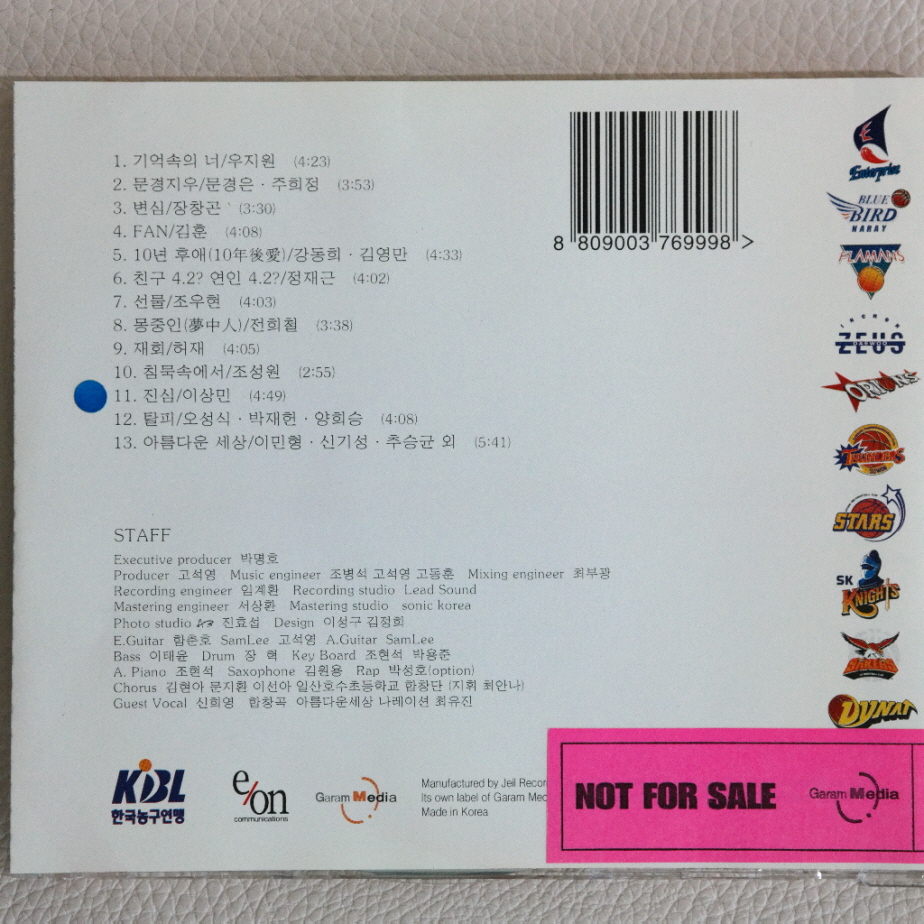 1. 기억속의 너/우지원 (4:23)
2. 문경지우/문경은 · 주희정 (3:53)
3. 변심/장창곤 (3:30)
4. FAN/김훈 (4:08)
5. 10년 후애(10年後愛)/강동희 · 김영만 (4:33)
6. 친구 4.2? 연인 4.2?/정재근 (4:02)
7. 선물/조우현 (4:03)
8. 몽중인(夢中人)/전희철 (3:38)
9. 재회/허재 (4:05)
10. 침묵속에서/조성원 (2:55)
11. 진심/이상민 (4:49)
12. 탈피/오성식 · 박재헌 · 양희승 (4:08)
13. 아름다운 세상/이민형 · 신기성 · 추승균 외 (5:41)
8 809003 769998 >
Enterprise
BLUE
BIRD
NARAY
FLAMANS
ZEUS
DAEWOO
ORIONS
THUNDERS
STARS
SK
KNIGHTS
DYNAT
STAFF
Executive producer 박명호
Producer 고석영 Music engineer 조병석 고석영 고동훈 Mixing engineer 최부광
Recording engineer 임계환 Recording studio Lead Sound
Mastering engineer 서상환 Mastering studio sonic korea
Photo studio 진효섭 Design 이성구 김정희
E.Guitar 함춘호 SamLee 고석영 A.Guitar SamLee
Bass 이태윤 Drum 장 혁 Key Board 조현석 박용준
A. Piano 조현석 Saxophone 김원용 Rap 박성호(option)
Chorus 김현아 문지환 이선아 일산호수초등학교 합창단 (지휘 최안나)
Guest Vocal 신희영 합창곡 아름다운세상 나레이션 최유진
KBL
한국농구연맹
e/on
communications
Garam Media
Manufactured by Jeil Recor
Its own label of Garam Med
Made in Korea
NOT FOR SALE
Garam Media